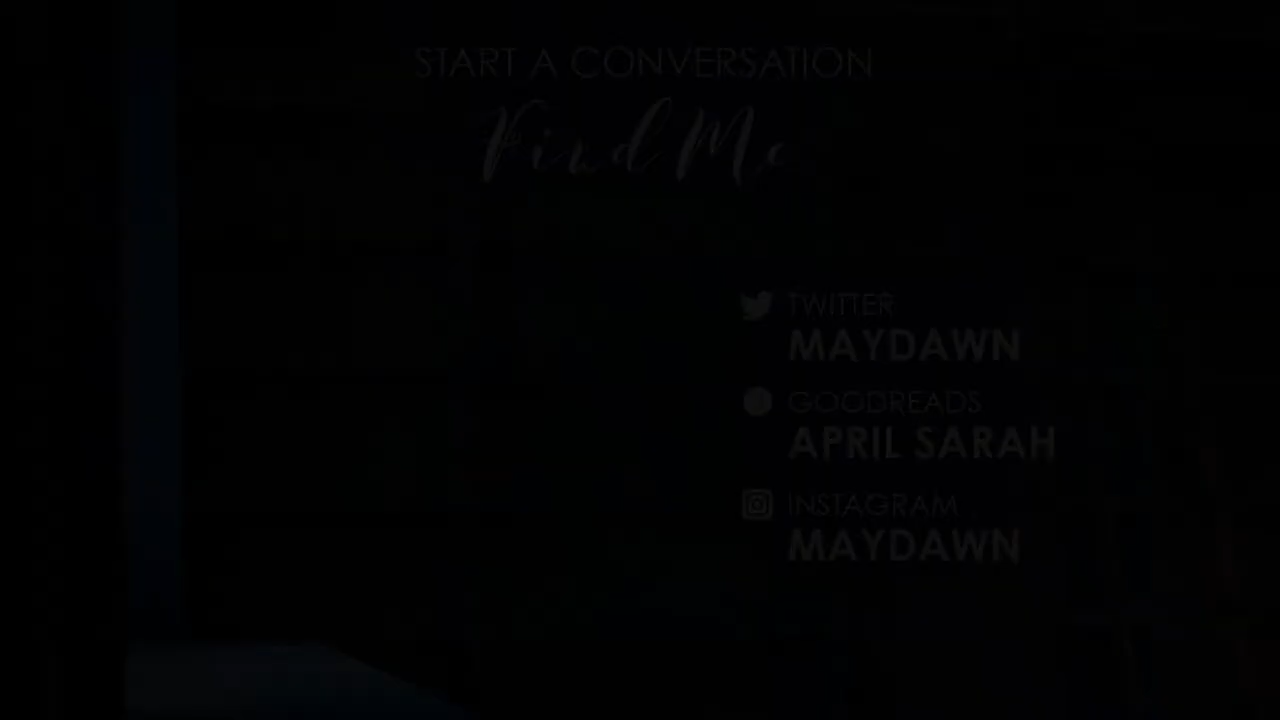 START A CONVERSATION
Find Me
TWITTER
MAYDAWN
GOODREADS
APRIL SARAH
INSTAGRAM
MAYDAWN